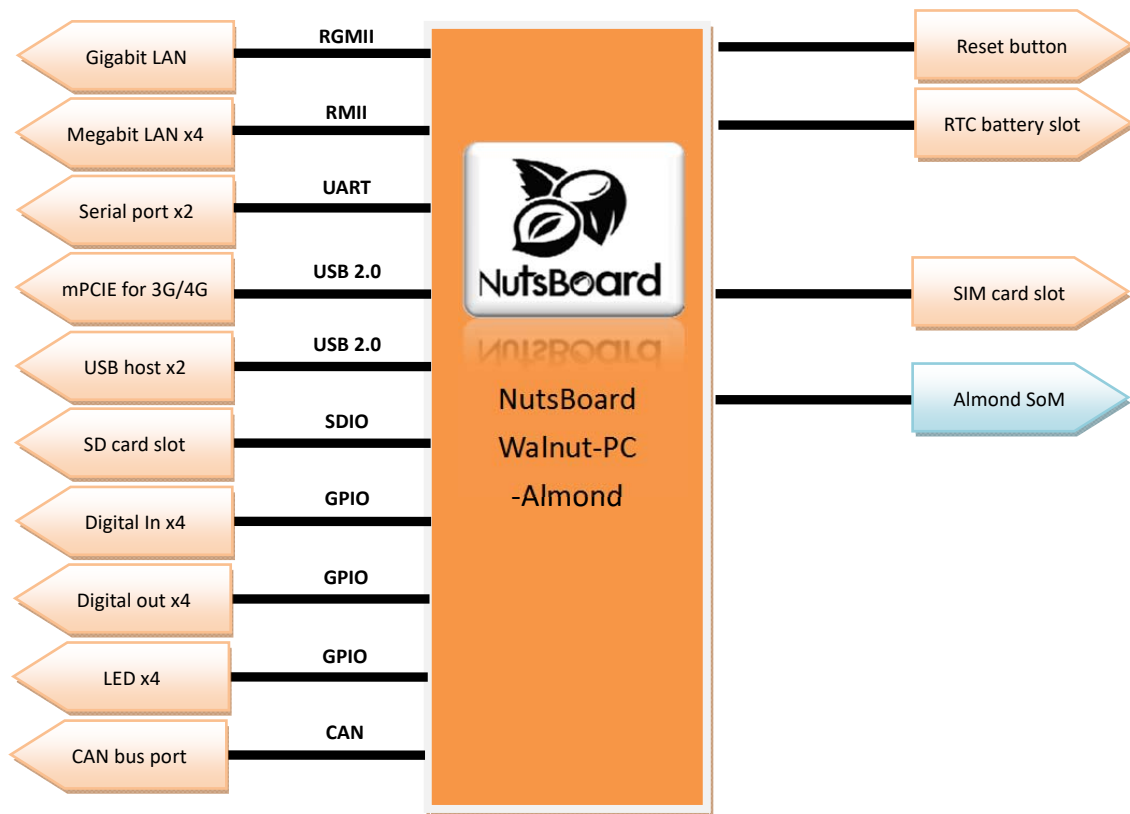 Gigabit LAN
RGMII
Megabit LAN x4
RMII
Serial port x2
UART
mPCIE for 3G/4G
USB 2.0
USB host x2
USB 2.0
SD card slot
SDIO
Digital In x4
GPIO
Digital out x4
GPIO
LED x4
GPIO
CAN bus port
CAN
NutsBoard
NutsBoard
Walnut-PC
-Almond
Reset button
RTC battery slot
SIM card slot
Almond SoM